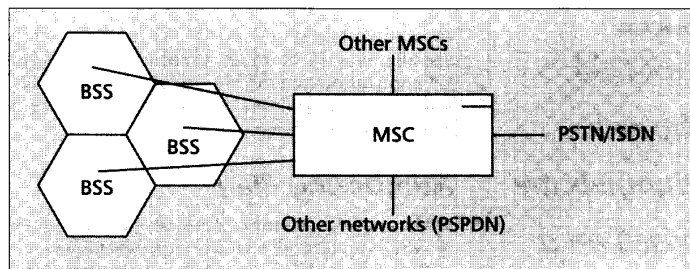 Other MSCs
BSS
MSC
PSTN/ISDN
BSS
BSS
Other networks (PSPDN)